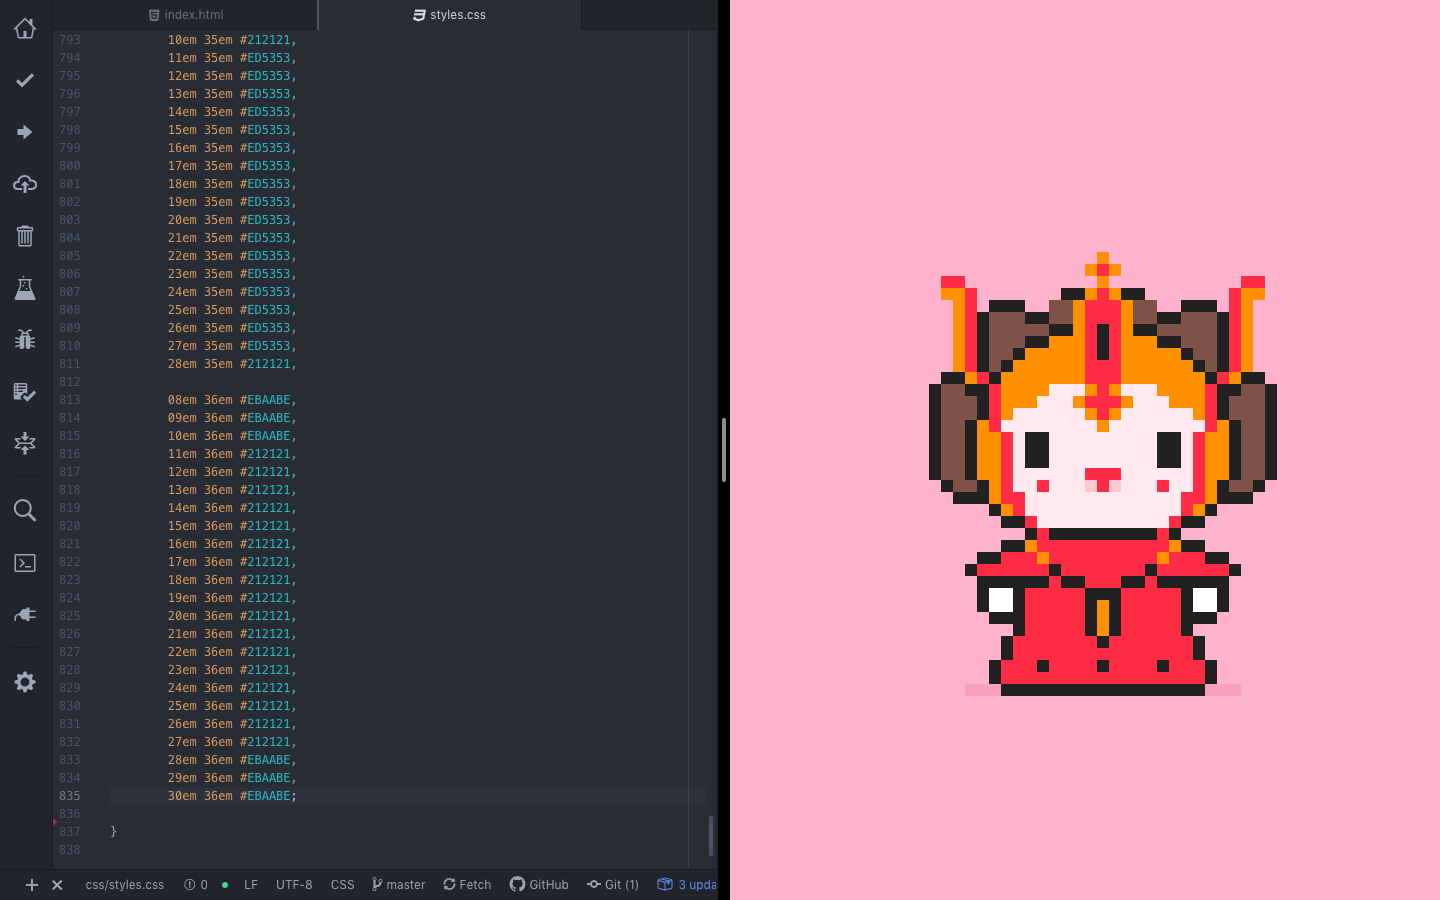 index.html
styles.css
793 10em 35em #212121,
794 11em 35em #ED5353,
795 12em 35em #ED5353,
796 13em 35em #ED5353,
797 14em 35em #ED5353,
798 15em 35em #ED5353,
799 16em 35em #ED5353,
800 17em 35em #ED5353,
801 18em 35em #ED5353,
802 19em 35em #ED5353,
803 20em 35em #ED5353,
804 21em 35em #ED5353,
805 22em 35em #ED5353,
806 23em 35em #ED5353,
807 24em 35em #ED5353,
808 25em 35em #ED5353,
809 26em 35em #ED5353,
810 27em 35em #ED5353,
811 28em 35em #212121,
812
813 08em 36em #EBAABE,
814 09em 36em #EBAABE,
815 10em 36em #EBAABE,
816 11em 36em #212121,
817 12em 36em #212121,
818 13em 36em #212121,
819 14em 36em #212121,
820 15em 36em #212121,
821 16em 36em #212121,
822 17em 36em #212121,
823 18em 36em #212121,
824 19em 36em #212121,
825 20em 36em #212121,
826 21em 36em #212121,
827 22em 36em #212121,
828 23em 36em #212121,
829 24em 36em #212121,
830 25em 36em #212121,
831 26em 36em #212121,
832 27em 36em #212121,
833 28em 36em #EBAABE,
834 29em 36em #EBAABE,
835 30em 36em #EBAABE;
836
837 }
838
css/styles.css 0 LF UTF-8 CSS master Fetch GitHub Git (1) 3 upda